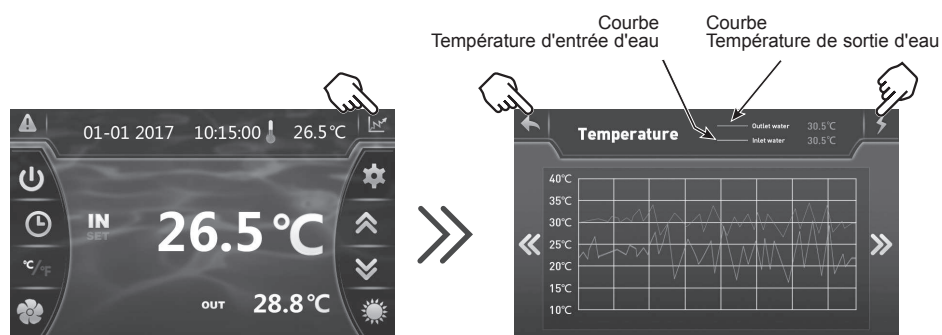 Courbe
Température d'entrée d'eau
Courbe
Température de sortie d'eau
01-01 2017 10:15:00 26.5℃
IN
SET
26.5℃
℃/℉
OUT 28.8℃
Temperature
Outlet water 30.5℃
Inlet water 30.5℃
40℃
35℃
30℃
25℃
20℃
15℃
10℃